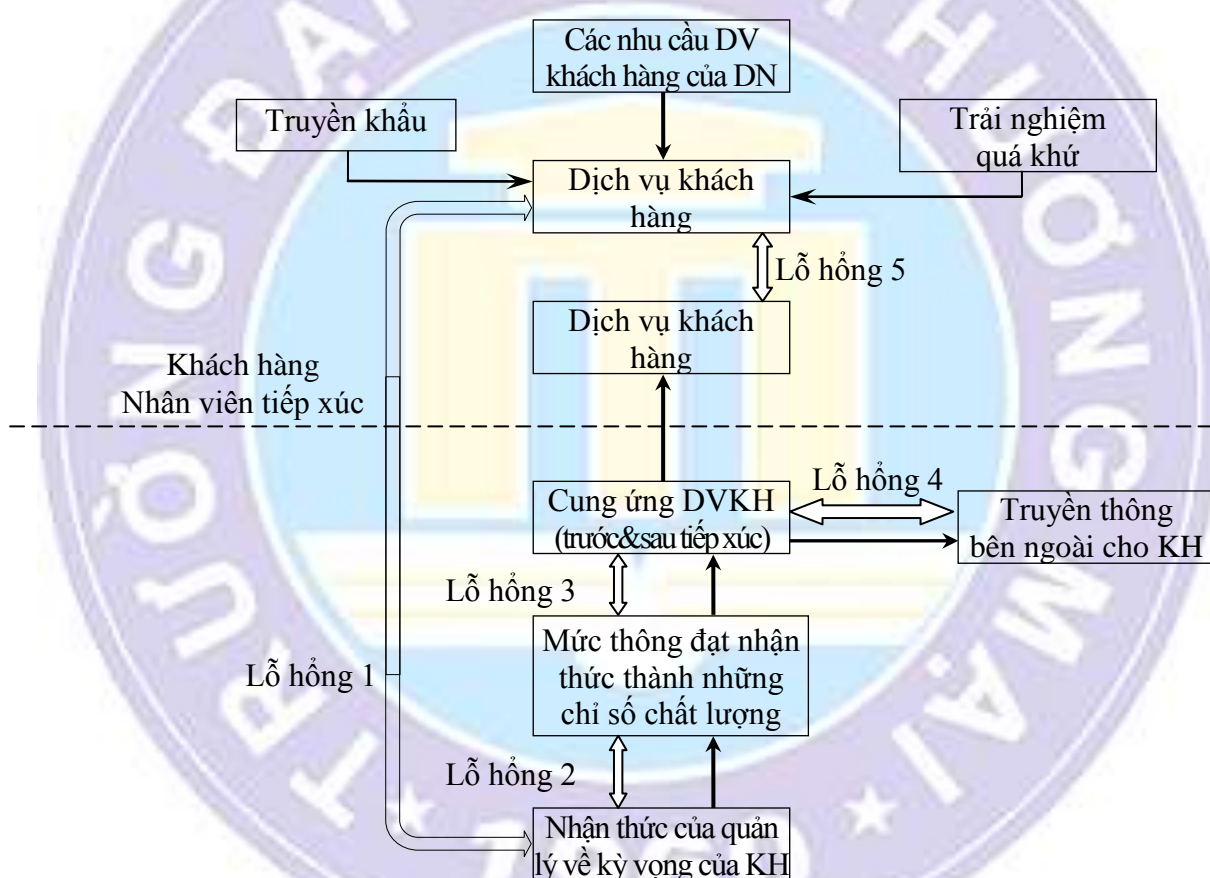 Các nhu cầu DV
khách hàng của DN
Truyền khẩu
Trải nghiệm
quá khứ
Dịch vụ khách
hàng
Lỗ hổng 5
Dịch vụ khách
hàng
Khách hàng
Nhân viên tiếp xúc
Lỗ hổng 4
Cung ứng DVKH
(trước&sau tiếp xúc)
Truyền thông
bên ngoài cho KH
Lỗ hổng 3
Mức thông đạt nhận
thức thành những
chỉ số chất lượng
Lỗ hổng 1
Lỗ hổng 2
Nhận thức của quản
lý về kỳ vọng của KH
TRƯỜNG ĐẠI
THƯƠNG MẠI